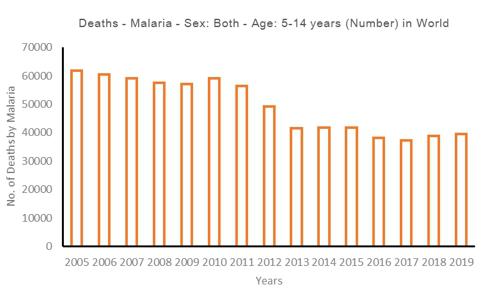 Deaths - Malaria - Sex: Both - Age: 5-14 years (Number) in World
No. of Deaths by Malaria
70000
60000
50000
40000
30000
20000
10000
0
2005 2006 2007 2008 2009 2010 2011 2012 2013 2014 2015 2016 2017 2018 2019
Years